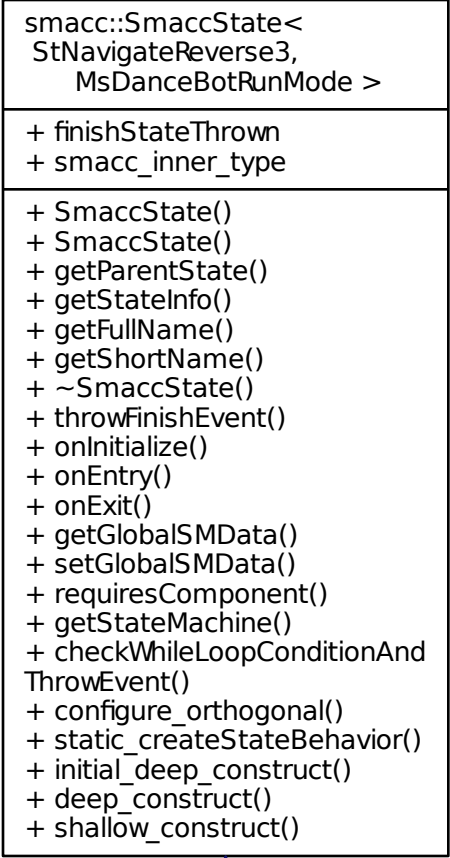 smacc::SmaccState<
StNavigateReverse3,
MsDanceBotRunMode >
+ finishStateThrown
+ smacc_inner_type
+ SmaccState()
+ SmaccState()
+ getParentState()
+ getStateInfo()
+ getFullName()
+ getShortName()
+ ~SmaccState()
+ throwFinishEvent()
+ onInitialize()
+ onEntry()
+ onExit()
+ getGlobalSMData()
+ setGlobalSMData()
+ requiresComponent()
+ getStateMachine()
+ checkWhileLoopConditionAnd
ThrowEvent()
+ configure_orthogonal()
+ static_createStateBehavior()
+ initial_deep_construct()
+ deep_construct()
+ shallow_construct()